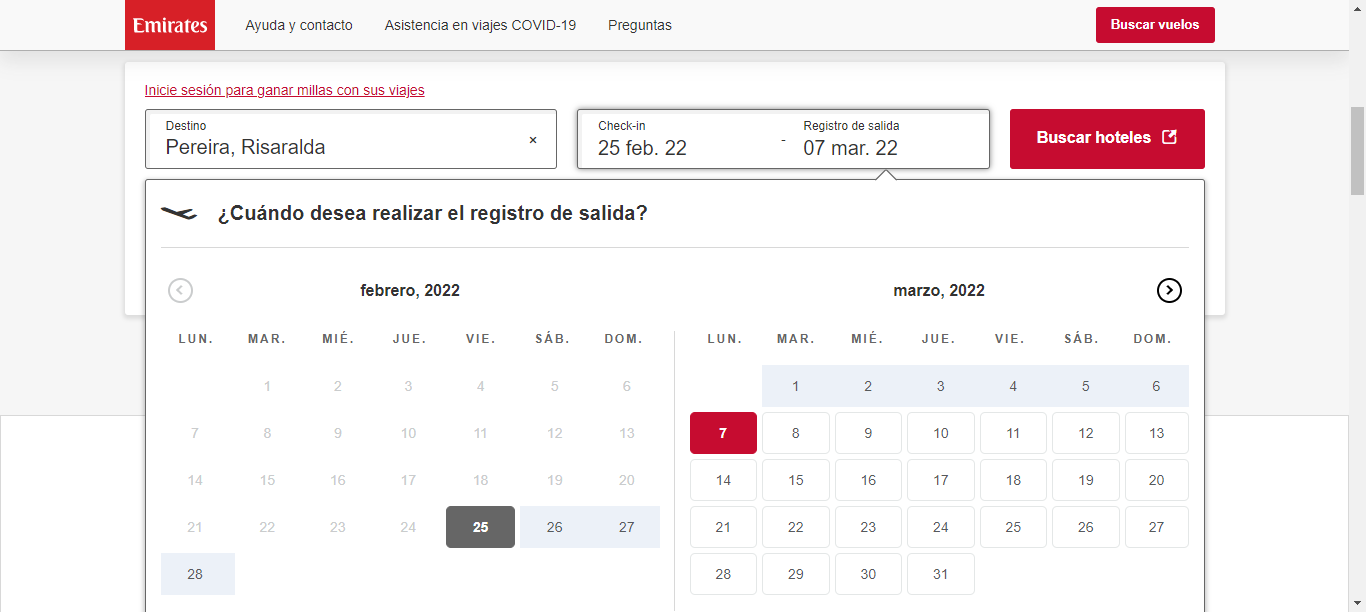 Emirates Ayuda y contacto Asistencia en viajes COVID-19 Preguntas Buscar vuelos
Inicie sesión para ganar millas con sus viajes
Destino Check-in Registro de salida
Pereira, Risaralda × 25 feb. 22 - 07 mar. 22 Buscar hoteles
¿Cuándo desea realizar el registro de salida?
febrero, 2022 marzo, 2022
LUN. MAR. MIÉ. JUE. VIE. SÁB. DOM. LUN. MAR. MIÉ. JUE. VIE. SÁB. DOM.
1 2 3 4 5 6 1 2 3 4 5 6
7 8 9 10 11 12 13 7 8 9 10 11 12 13
14 15 16 17 18 19 20 14 15 16 17 18 19 20
21 22 23 24 25 26 27 21 22 23 24 25 26 27
28 28 29 30 31